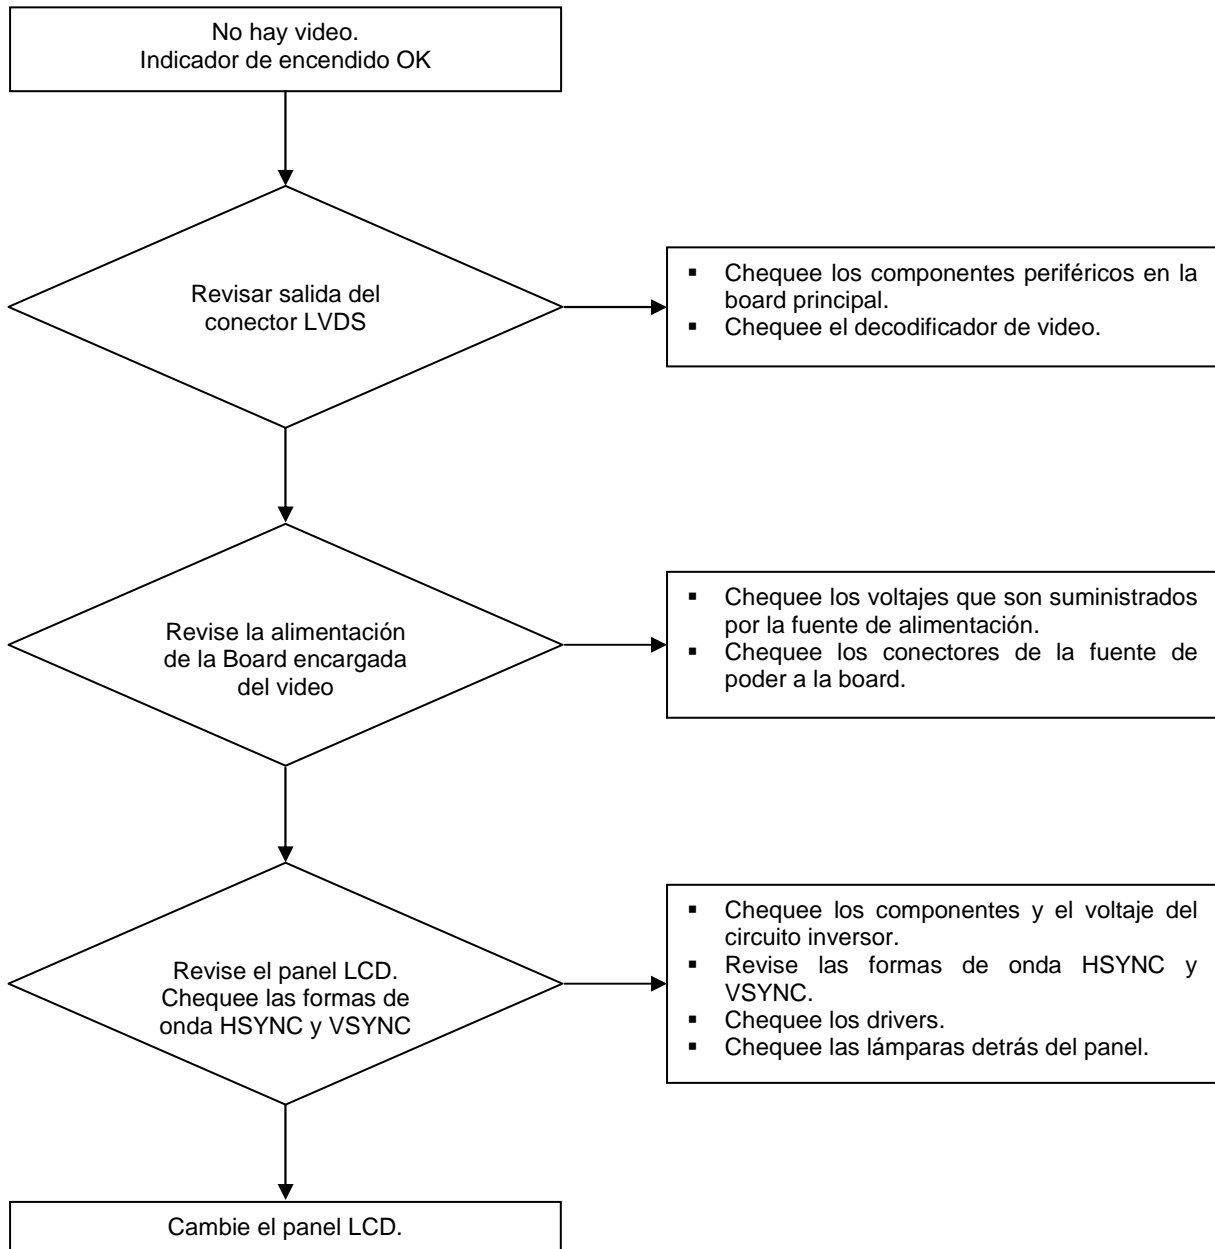 No hay video.
Indicador de encendido OK
Revisar salida del
conector LVDS
▪ Chequee los componentes periféricos en la
board principal.
▪ Chequee el decodificador de video.
Revise la alimentación
de la Board encargada
del video
▪ Chequee los voltajes que son suministrados
por la fuente de alimentación.
▪ Chequee los conectores de la fuente de
poder a la board.
Revise el panel LCD.
Chequee las formas de
onda HSYNC y VSYNC
▪ Chequee los componentes y el voltaje del
circuito inversor.
▪ Revise las formas de onda HSYNC y
VSYNC.
▪ Chequee los drivers.
▪ Chequee las lámparas detrás del panel.
Cambie el panel LCD.